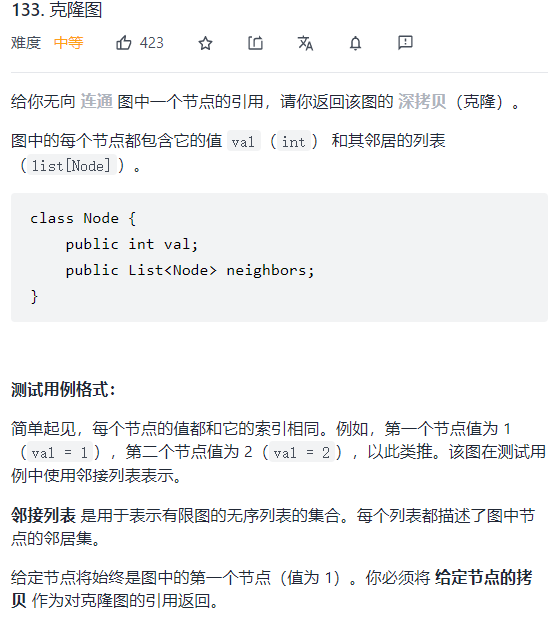 133. 克隆图
难度 中等 423
给你无向 连通 图中一个节点的引用，请你返回该图的 深拷贝（克隆）。
图中的每个节点都包含它的值 val（int） 和其邻居的列表
（list[Node]）。
class Node {
    public int val;
    public List<Node> neighbors;
}
测试用例格式：
简单起见，每个节点的值都和它的索引相同。例如，第一个节点值为 1
（val = 1），第二个节点值为 2（val = 2），以此类推。该图在测试用
例中使用邻接列表表示。
邻接列表 是用于表示有限图的无序列表的集合。每个列表都描述了图中节
点的邻居集。
给定节点将始终是图中的第一个节点（值为 1）。你必须将 给定节点的拷
贝 作为对克隆图的引用返回。